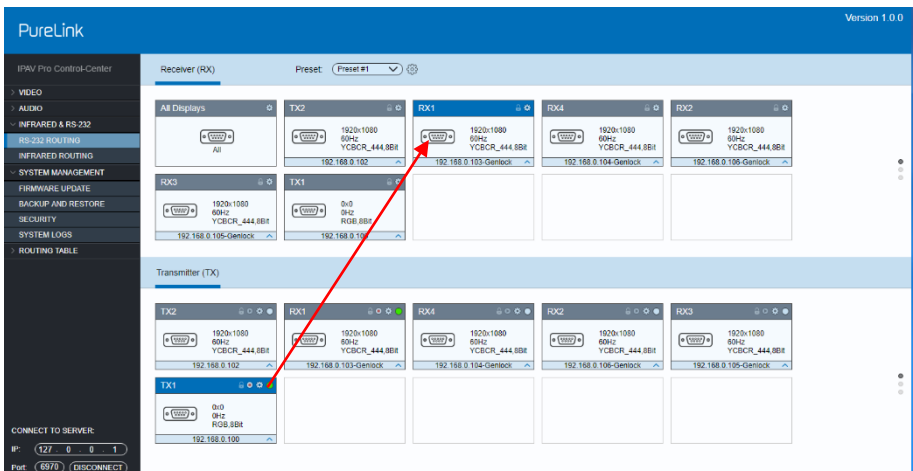 PureLink
Version 1.0.0
IPAV Pro Control-Center
VIDEO
AUDIO
INFRARED & RS-232
RS-232 ROUTING
INFRARED ROUTING
SYSTEM MANAGEMENT
FIRMWARE UPDATE
BACKUP AND RESTORE
SECURITY
SYSTEM LOGS
ROUTING TABLE
CONNECT TO SERVER:
IP: 127 . 0 . 0 . 1
Port 6970 DISCONNECT
Receiver (RX)
Preset: Preset #1
All Displays
All
TX2
1920x1080
60Hz
YCBCR_444,8Bit
192.168.0.102
RX1
1920x1080
60Hz
YCBCR_444,8Bit
192.168.0.103-Genlock
RX4
1920x1080
60Hz
YCBCR_444,8Bit
192.168.0.104-Genlock
RX2
1920x1080
60Hz
YCBCR_444,8Bit
192.168.0.106-Genlock
RX3
1920x1080
60Hz
YCBCR_444,8Bit
192.168.0.105-Genlock
TX1
0x0
0Hz
RGB,8Bit
192.168.0.100
Transmitter (TX)
TX2
1920x1080
60Hz
YCBCR_444,8Bit
192.168.0.102
RX1
1920x1080
60Hz
YCBCR_444,8Bit
192.168.0.103-Genlock
RX4
1920x1080
60Hz
YCBCR_444,8Bit
192.168.0.104-Genlock
RX2
1920x1080
60Hz
YCBCR_444,8Bit
192.168.0.106-Genlock
RX3
1920x1080
60Hz
YCBCR_444,8Bit
192.168.0.105-Genlock
TX1
0x0
0Hz
RGB,8Bit
192.168.0.100